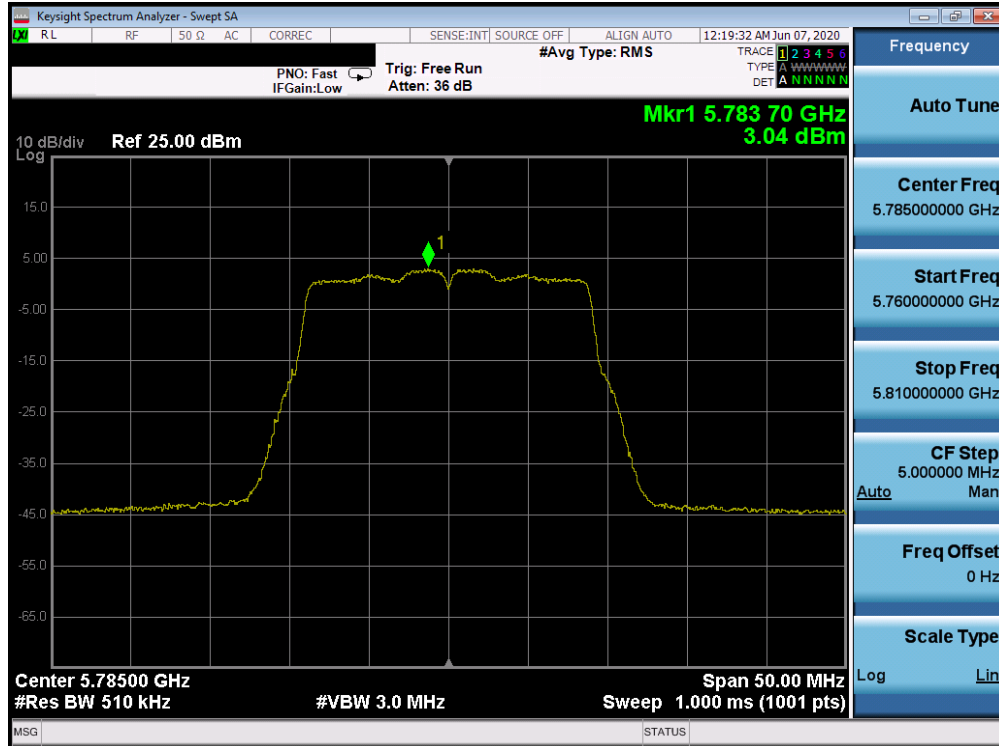 Keysight Spectrum Analyzer - Swept SA
LXI RL RF 50 Ω AC CORREC SENSE:INT SOURCE OFF ALIGN AUTO 12:19:32 AM Jun 07, 2020
#Avg Type: RMS
TRACE 1 2 3 4 5 6
TYPE A WWWWW
DET A N N N N N
PNO: Fast
IFGain:Low
Trig: Free Run
Atten: 36 dB
Mkr1 5.783 70 GHz
3.04 dBm
10 dB/div
Log
Ref 25.00 dBm
15.0
5.00
-5.00
-15.0
-25.0
-35.0
-45.0
-55.0
-65.0
1
Center 5.78500 GHz
#Res BW 510 kHz
#VBW 3.0 MHz
Span 50.00 MHz
Sweep 1.000 ms (1001 pts)
MSG
STATUS
Frequency
Auto Tune
Center Freq
5.785000000 GHz
Start Freq
5.760000000 GHz
Stop Freq
5.810000000 GHz
CF Step
5.000000 MHz
Auto Man
Freq Offset
0 Hz
Scale Type
Log Lin